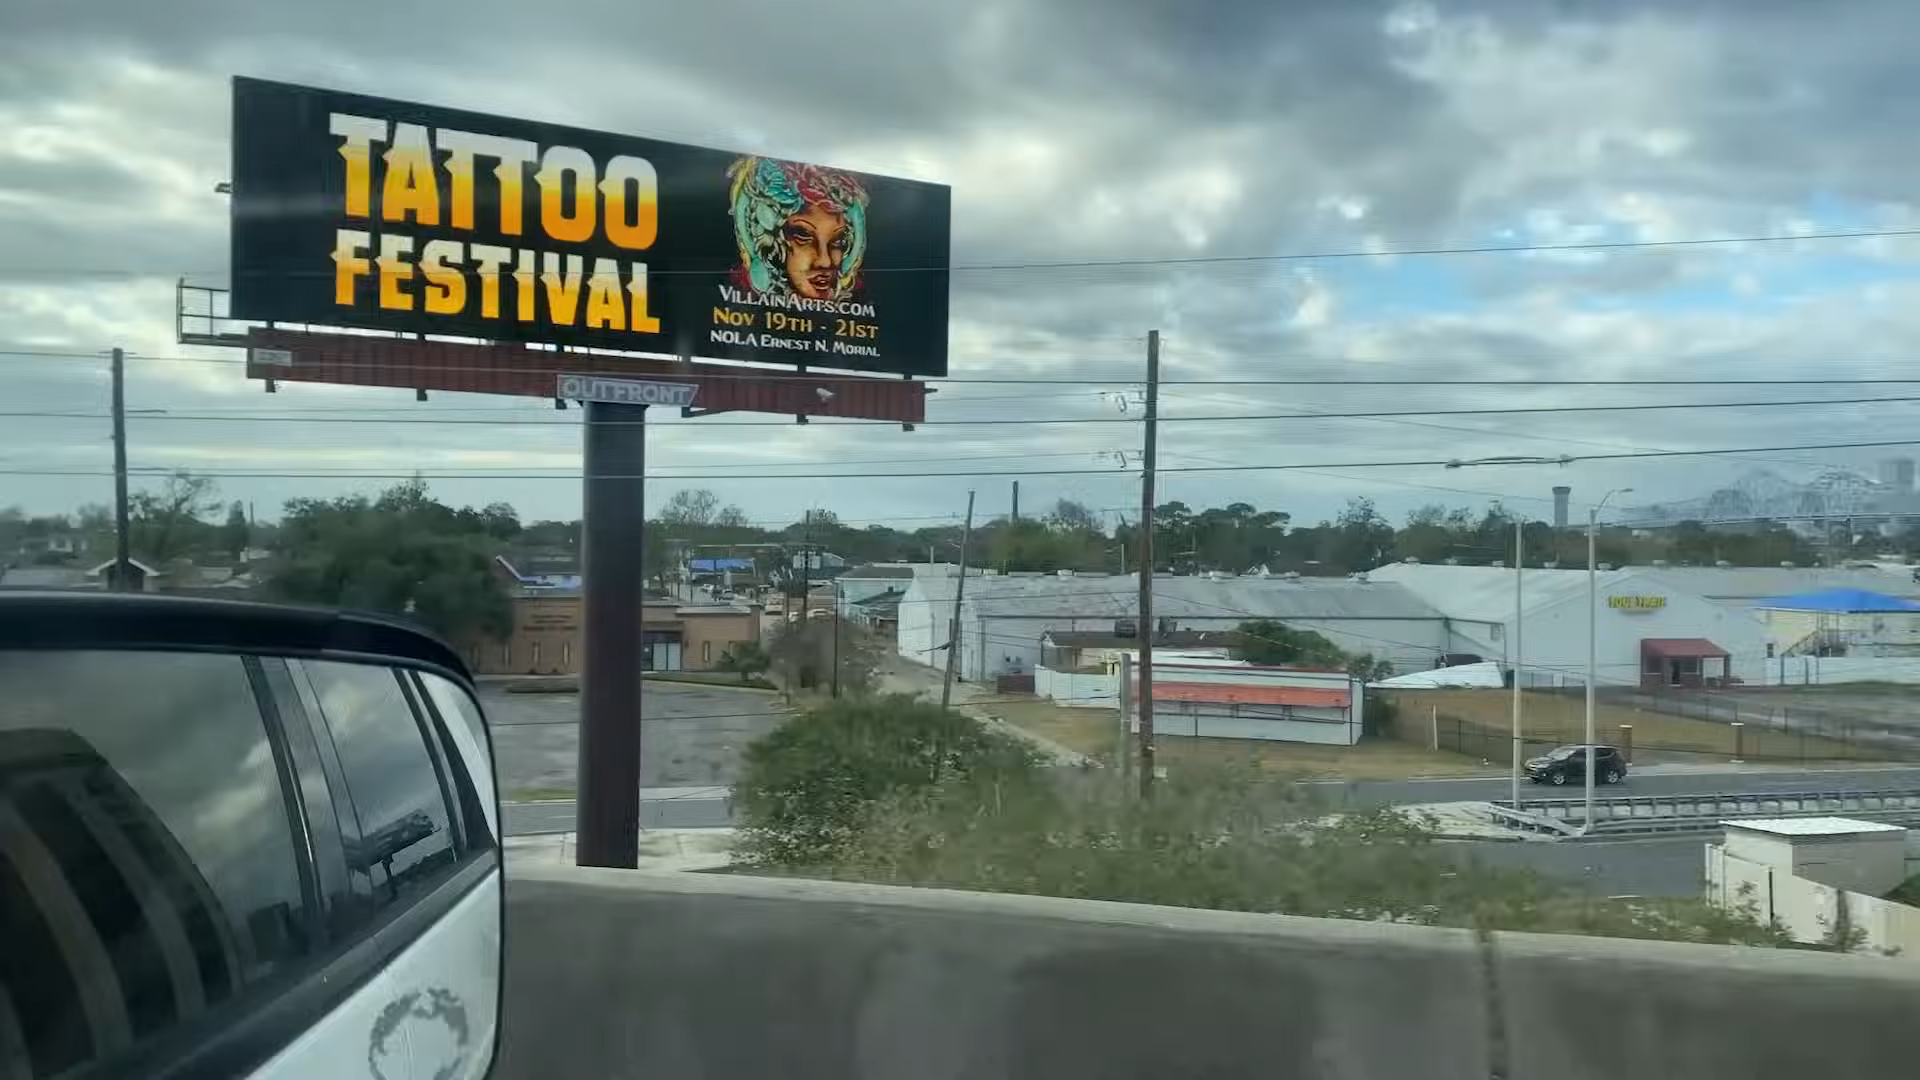 TATTOO
FESTIVAL
VILLAINARTS.COM
NOV 19TH - 21ST
NOLA ERNEST N. MORIAL
OUTFRONT